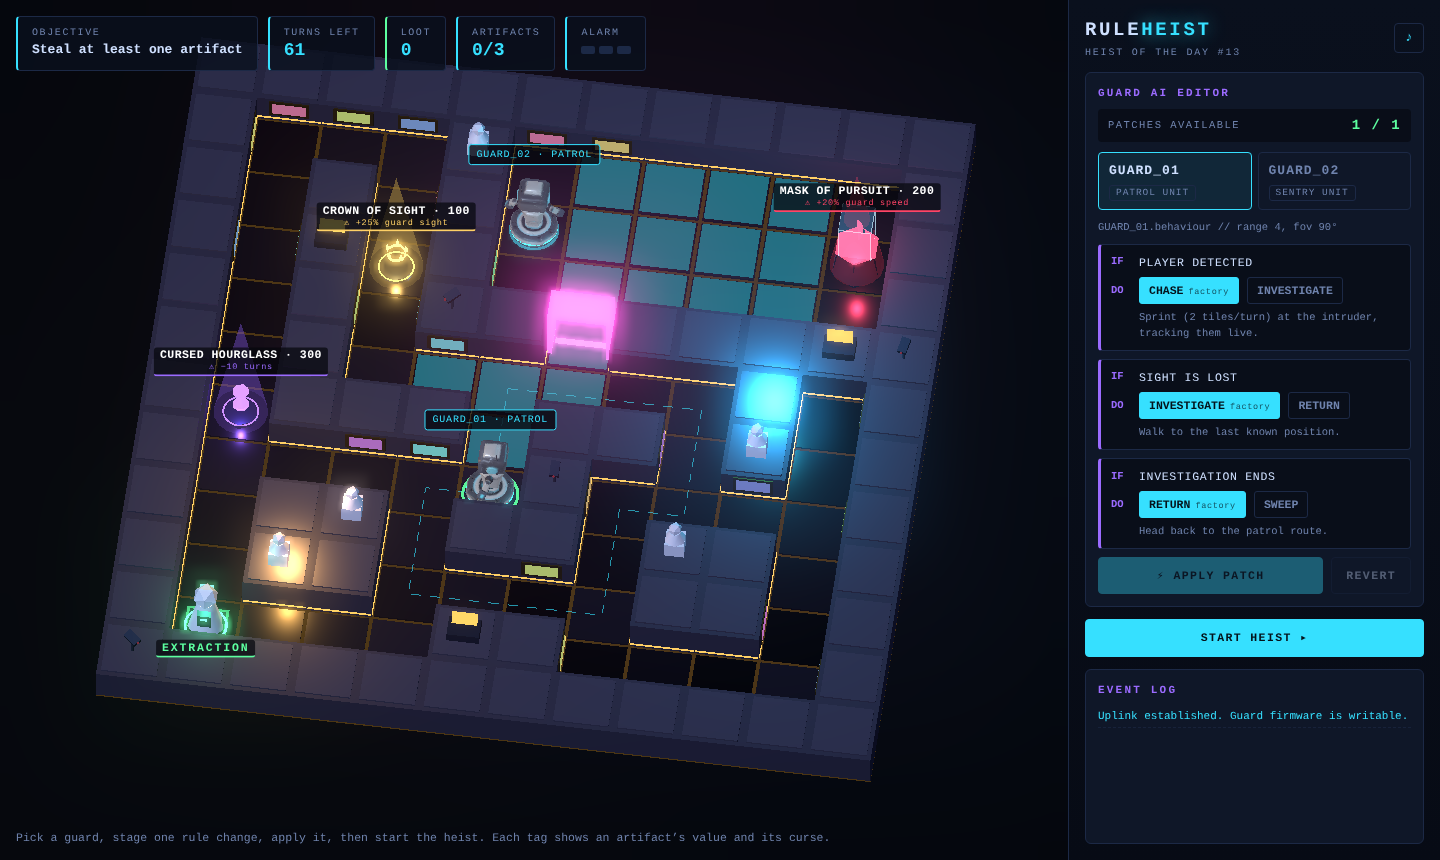 OBJECTIVE
Steal at least one artifact
TURNS LEFT
61
LOOT
0
ARTIFACTS
0/3
ALARM
GUARD_02 · PATROL
MASK OF PURSUIT · 200
⚠ +20% guard speed
CROWN OF SIGHT · 100
⚠ +25% guard sight
CURSED HOURGLASS · 300
⚠ −10 turns
GUARD_01 · PATROL
EXTRACTION
Pick a guard, stage one rule change, apply it, then start the heist. Each tag shows an artifact’s value and its curse.
RULEHEIST
HEIST OF THE DAY #13
♪
GUARD AI EDITOR
PATCHES AVAILABLE
1 / 1
GUARD_01
PATROL UNIT
GUARD_02
SENTRY UNIT
GUARD_01.behaviour // range 4, fov 90°
IF PLAYER DETECTED
DO CHASE factory INVESTIGATE
Sprint (2 tiles/turn) at the intruder,
tracking them live.
IF SIGHT IS LOST
DO INVESTIGATE factory RETURN
Walk to the last known position.
IF INVESTIGATION ENDS
DO RETURN factory SWEEP
Head back to the patrol route.
⚡ APPLY PATCH
REVERT
START HEIST ▸
EVENT LOG
Uplink established. Guard firmware is writable.